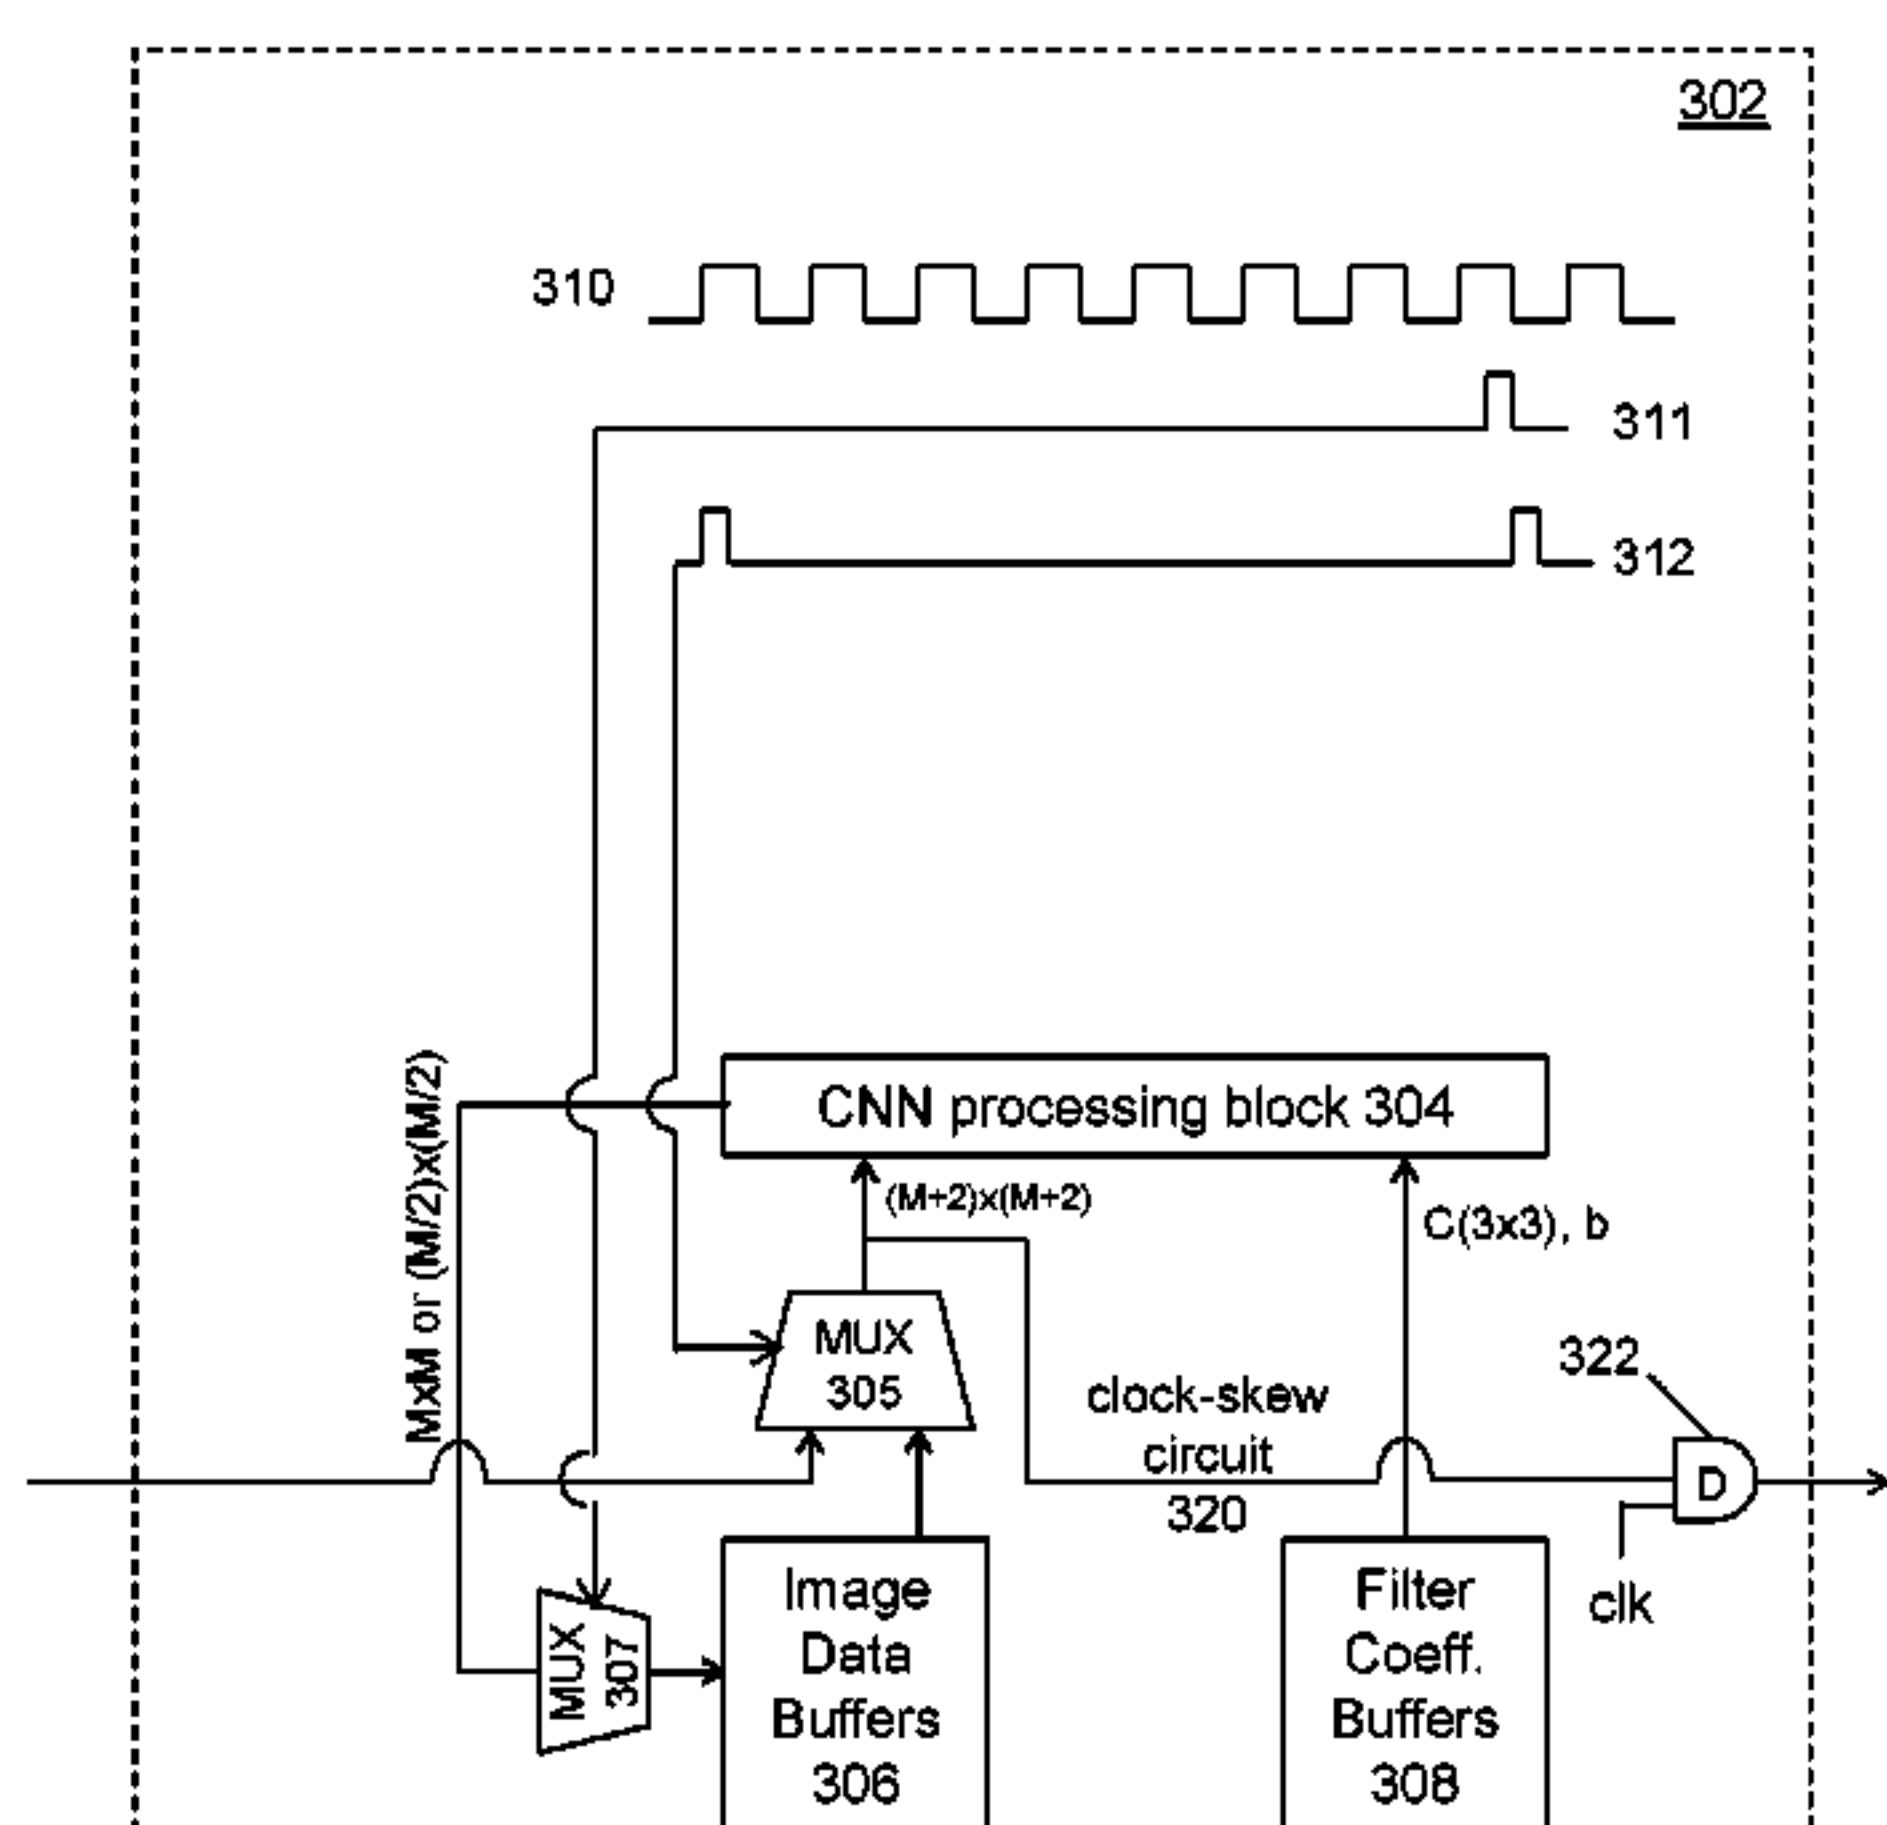 302
310
311
312
MxM or (M/2)x(M/2)
CNN processing block 304
(M+2)x(M+2)
C(3x3), b
MUX
305
322
clock-skew
circuit
320
D
clk
MUX
307
Image
Data
Buffers
306
Filter
Coeff.
Buffers
308